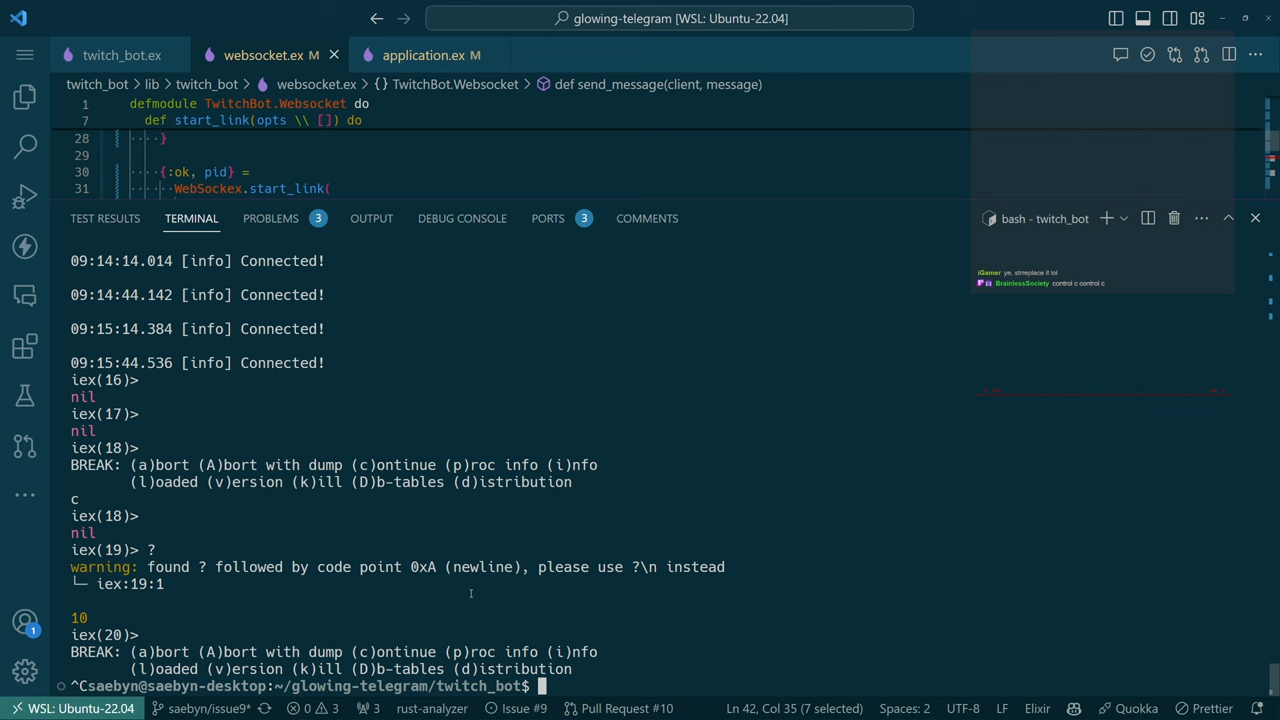 glowing-telegram [WSL: Ubuntu-22.04]
twitch_bot.ex
websocket.ex M
application.ex M
twitch_bot > lib > twitch_bot > websocket.ex > {} TwitchBot.Websocket > def send_message(client, message)
1 defmodule TwitchBot.Websocket do
7 def start_link(opts \\ []) do
28 }
29
30 {:ok, pid} =
31 WebSockex.start_link(
TEST RESULTS TERMINAL PROBLEMS 3 OUTPUT DEBUG CONSOLE PORTS 3 COMMENTS
bash - twitch_bot
iGamer ye, strreplace it lol
BrainlessSociety control c control c
09:14:14.014 [info] Connected!
09:14:44.142 [info] Connected!
09:15:14.384 [info] Connected!
09:15:44.536 [info] Connected!
iex(16)>
nil
iex(17)>
nil
iex(18)>
BREAK: (a)bort (A)bort with dump (c)ontinue (p)roc info (i)nfo
(l)oaded (v)ersion (k)ill (D)b-tables (d)istribution
c
iex(18)>
nil
iex(19)> ?
warning: found ? followed by code point 0xA (newline), please use ?\n instead
└─ iex:19:1
10
iex(20)>
BREAK: (a)bort (A)bort with dump (c)ontinue (p)roc info (i)nfo
(l)oaded (v)ersion (k)ill (D)b-tables (d)istribution
^Csaebyn@saebyn-desktop:~/glowing-telegram/twitch_bot$
1
WSL: Ubuntu-22.04 saebyn/issue9* 0 3 3 rust-analyzer Issue #9 Pull Request #10 Ln 42, Col 35 (7 selected) Spaces: 2 UTF-8 LF Elixir Quokka Prettier